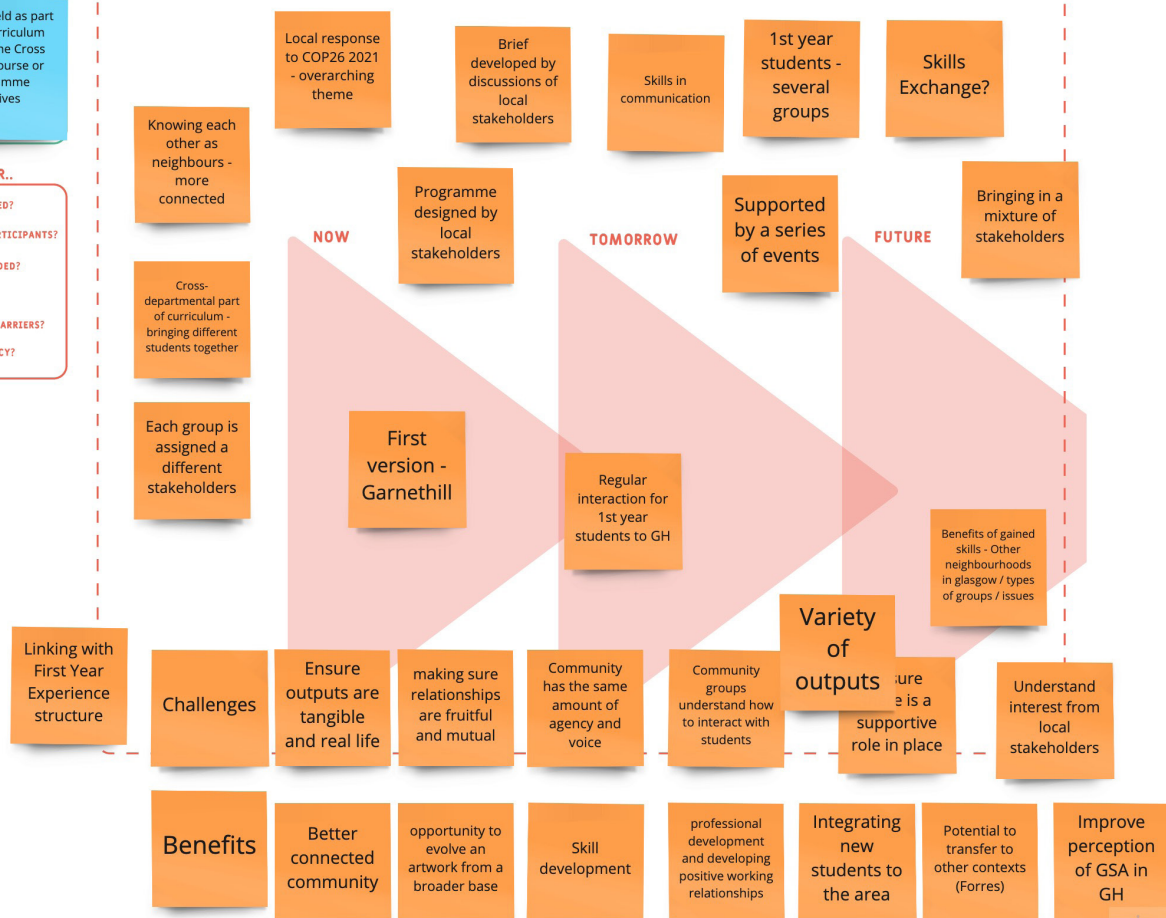 eld as part
rriculum
ne Cross
ourse or
mme
ives
R..
ED?
TICIPANTS?
DED?
ARRIERS?
CY?
Local response
to COP26 2021
- overarching
theme
Brief
developed by
discussions of
local
stakeholders
Skills in
communication
1st year
students -
several
groups
Skills
Exchange?
Knowing each
other as
neighbours -
more
connected
Programme
designed by
local
stakeholders
Supported
by a series
of events
Bringing in a
mixture of
stakeholders
NOW
TOMORROW
FUTURE
Cross-
departmental part
of curriculum -
bringing different
students together
Each group is
assigned a
different
stakeholders
First
version -
Garnethill
Regular
interaction for
1st year
students to GH
Benefits of gained
skills - Other
neighbourhoods
in glasgow / types
of groups / issues
Linking with
First Year
Experience
structure
Challenges
Ensure
outputs are
tangible
and real life
making sure
relationships
are fruitful
and mutual
Community
has the same
amount of
agency and
voice
Community
groups
understand how
to interact with
students
Variety
of
outputs
sure
e is a
supportive
role in place
Understand
interest from
local
stakeholders
Benefits
Better
connected
community
opportunity to
evolve an
artwork from a
broader base
Skill
development
professional
development
and developing
positive working
relationships
Integrating
new
students to
the area
Potential to
transfer to
other contexts
(Forres)
Improve
perception
of GSA in
GH